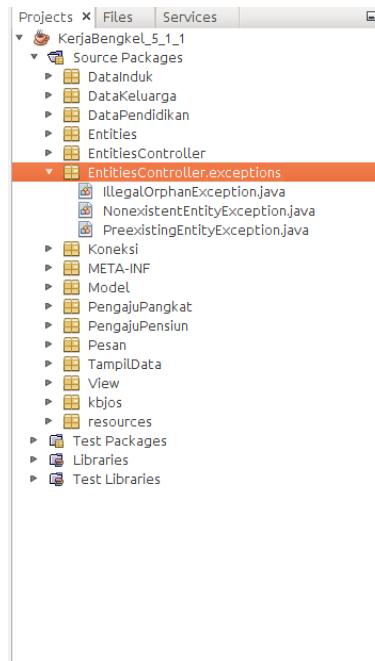 Projects × Files Services
KerjaBengkel_5_1_1
Source Packages
DataInduk
DataKeluarga
DataPendidikan
Entities
EntitiesController
EntitiesController.exceptions
IllegalOrphanException.java
NonexistentEntityException.java
PreexistingEntityException.java
Koneksi
META-INF
Model
PengajuPangkat
PengajuPensiun
Pesan
TampilData
View
kbjos
resources
Test Packages
Libraries
Test Libraries